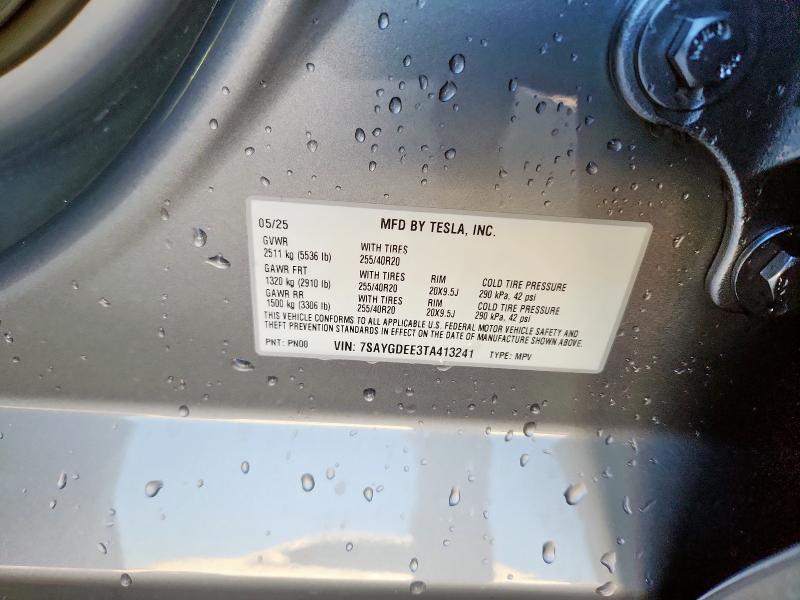 05/25 MFD BY TESLA, INC.
GVWR
2511 kg (5536 lb) WITH TIRES 255/40R20
GAWR FRT
1320 kg (2910 lb) WITH TIRES 255/40R20 RIM 20X9.5J COLD TIRE PRESSURE 290 kPa, 42 psi
GAWR RR
1500 kg (3306 lb) WITH TIRES 255/40R20 RIM 20X9.5J COLD TIRE PRESSURE 290 kPa, 42 psi
THIS VEHICLE CONFORMS TO ALL APPLICABLE U.S. FEDERAL MOTOR VEHICLE SAFETY AND
THEFT PREVENTION STANDARDS IN EFFECT ON THE DATE OF MANUFACTURE SHOWN ABOVE.
PNT: PN00 VIN: 7SAYGDEE3TA413241 TYPE: MPV